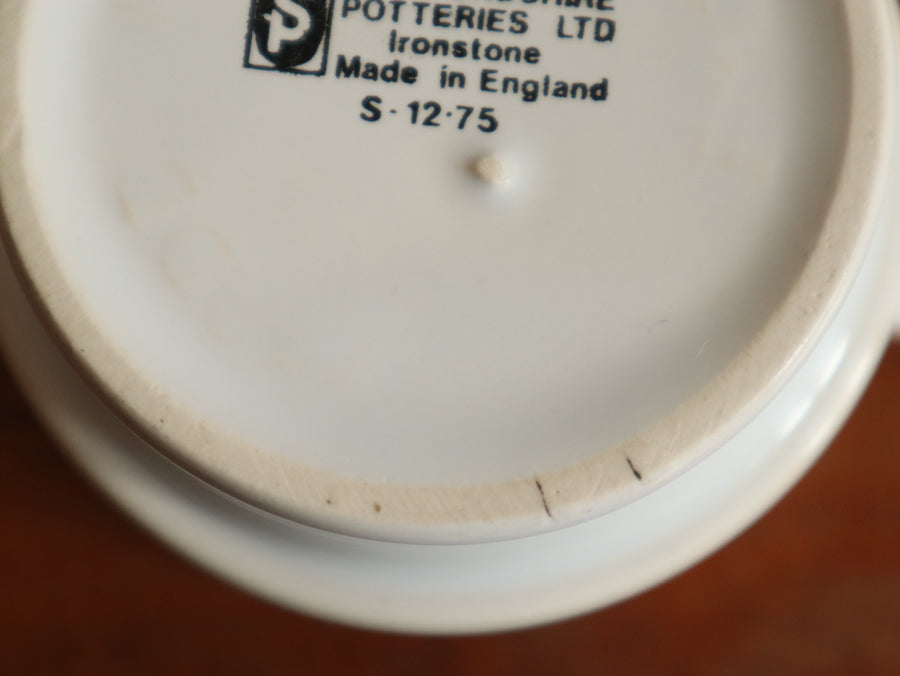 POTTERIES LTD
Ironstone
Made in England
S·12·75